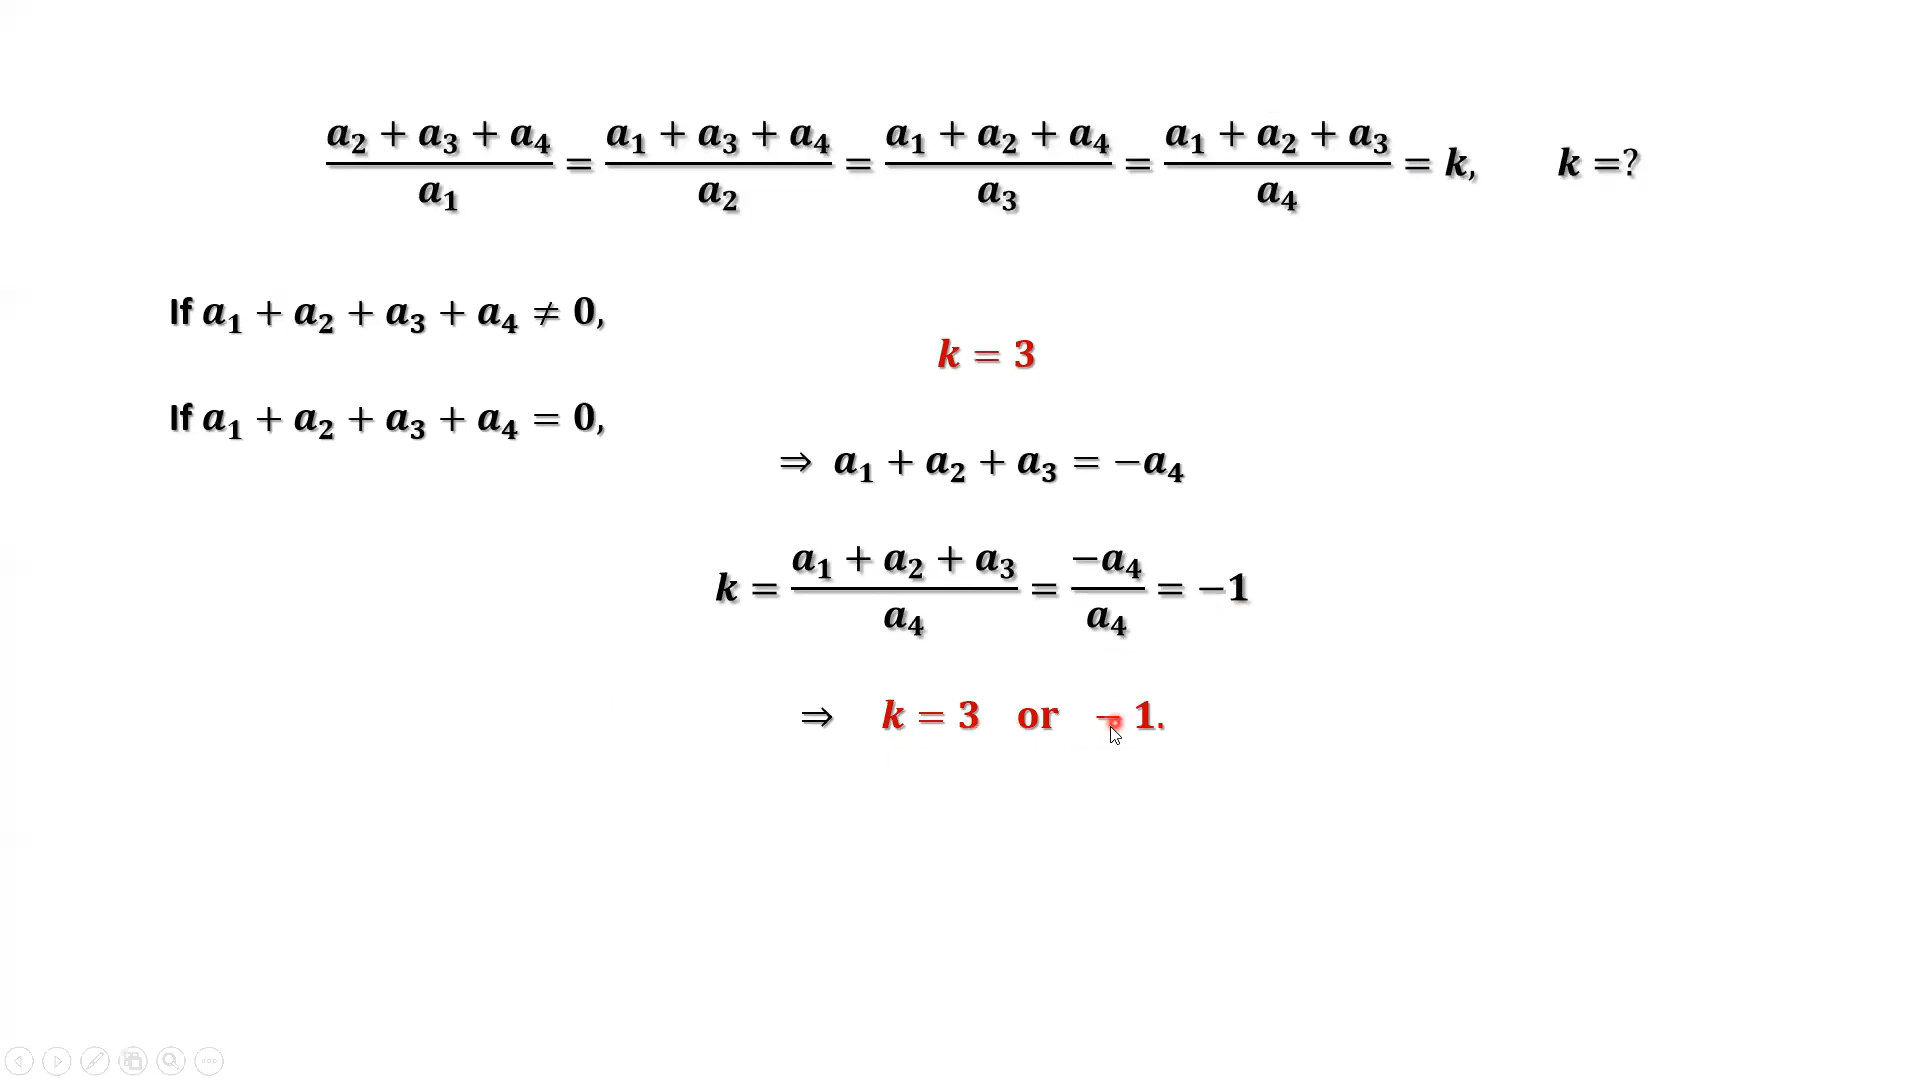 (a₂ + a₃ + a₄)/a₁ = (a₁ + a₃ + a₄)/a₂ = (a₁ + a₂ + a₄)/a₃ = (a₁ + a₂ + a₃)/a₄ = k, k =?
If a₁ + a₂ + a₃ + a₄ ≠ 0,
k = 3
If a₁ + a₂ + a₃ + a₄ = 0,
⇒ a₁ + a₂ + a₃ = −a₄
k = (a₁ + a₂ + a₃)/a₄ = −a₄/a₄ = −1
⇒ k = 3 or − 1.